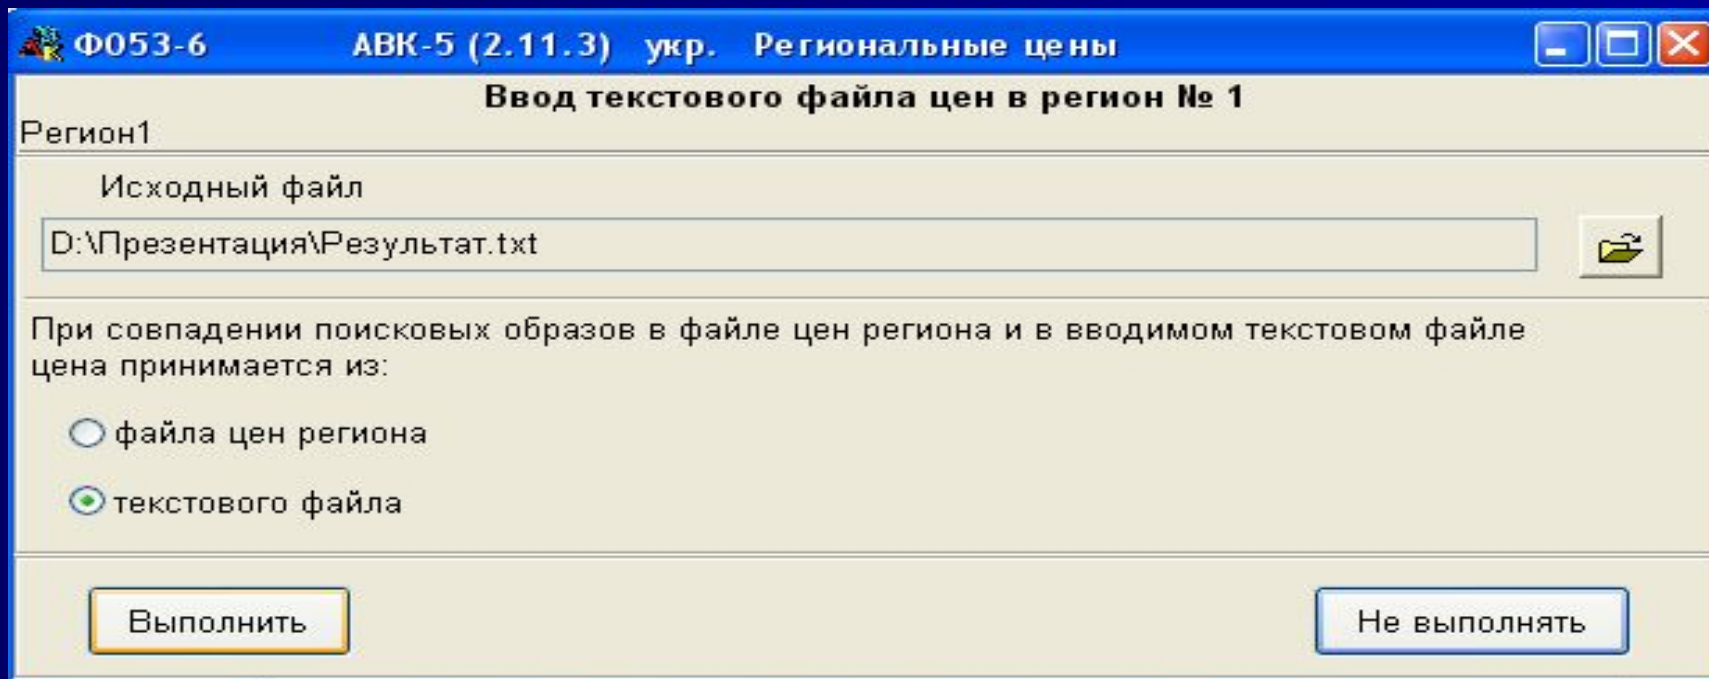 Ф053-6 АВК-5 (2.11.3) укр. Региональные цены
Ввод текстового файла цен в регион № 1
Регион1
Исходный файл
D:\Презентация\Результат.txt
При совпадении поисковых образов в файле цен региона и в вводимом текстовом файле
цена принимается из:
файла цен региона
текстового файла
Выполнить Не выполнять